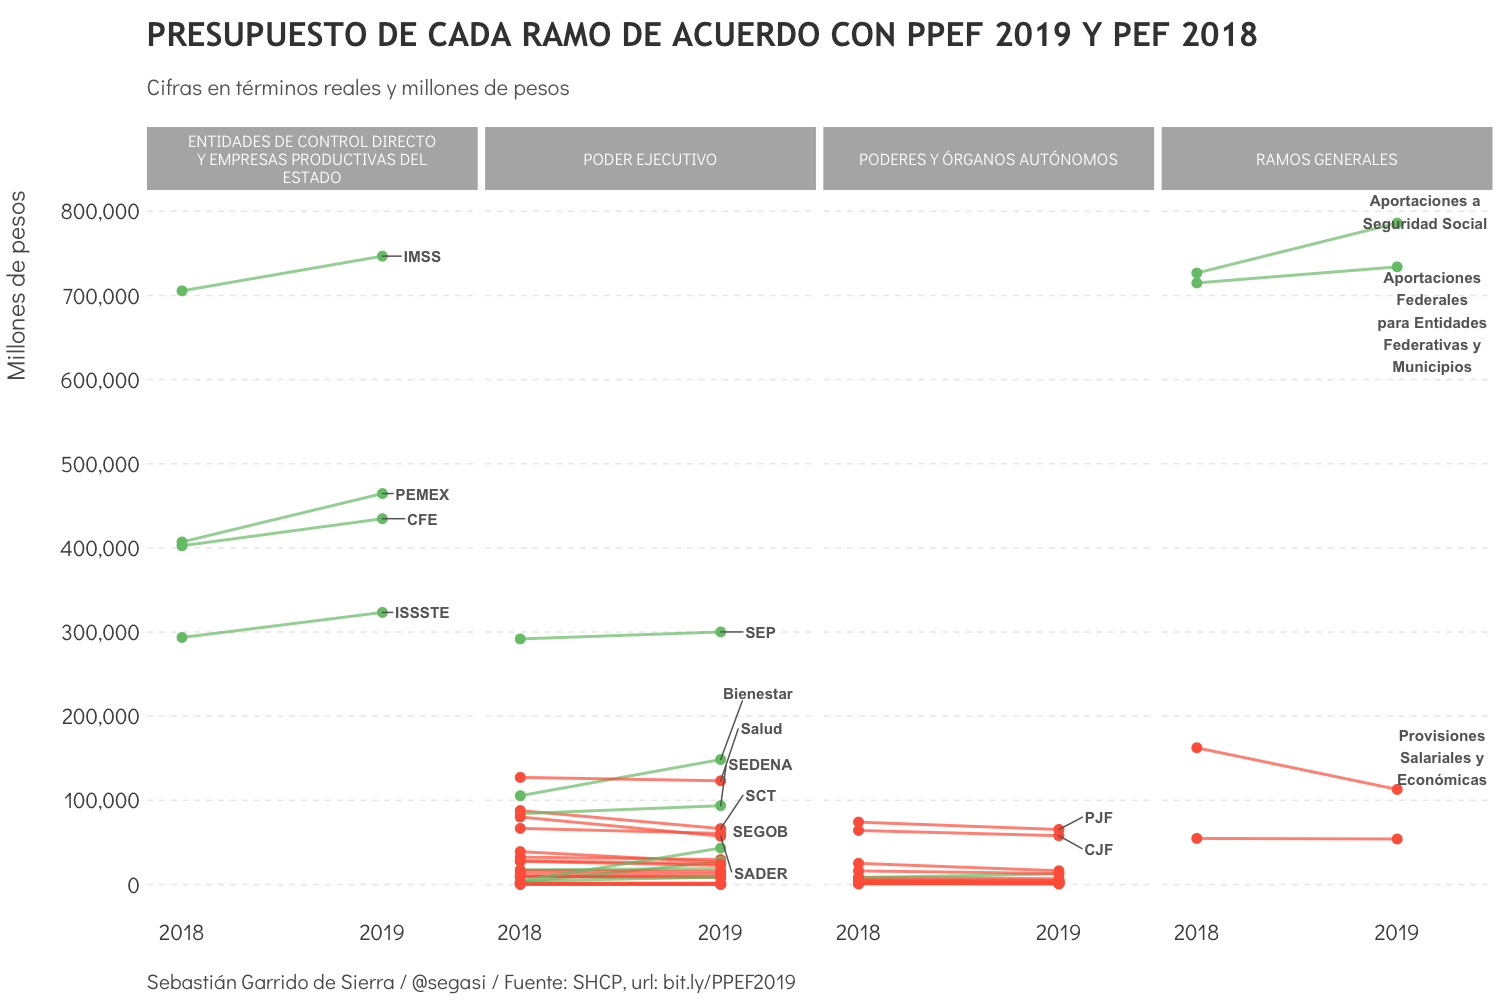 PRESUPUESTO DE CADA RAMO DE ACUERDO CON PPEF 2019 Y PEF 2018
Cifras en términos reales y millones de pesos
ENTIDADES DE CONTROL DIRECTO
Y EMPRESAS PRODUCTIVAS DEL
ESTADO
PODER EJECUTIVO
PODERES Y ÓRGANOS AUTÓNOMOS
RAMOS GENERALES
Millones de pesos
800,000
700,000
600,000
500,000
400,000
300,000
200,000
100,000
0
IMSS
PEMEX
CFE
ISSSTE
SEP
Bienestar
Salud
SEDENA
SCT
SEGOB
SADER
PJF
CJF
Aportaciones a
Seguridad Social
Aportaciones
Federales
para Entidades
Federativas y
Municipios
Provisiones
Salariales y
Económicas
2018 2019 2018 2019 2018 2019 2018 2019
Sebastián Garrido de Sierra / @segasi / Fuente: SHCP, url: bit.ly/PPEF2019